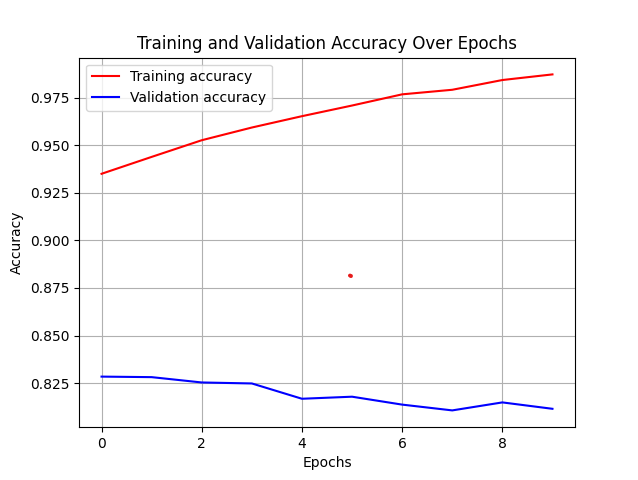 Training and Validation Accuracy Over Epochs
Training accuracy
Validation accuracy
Accuracy
0.975
0.950
0.925
0.900
0.875
0.850
0.825
0
2
4
6
8
Epochs